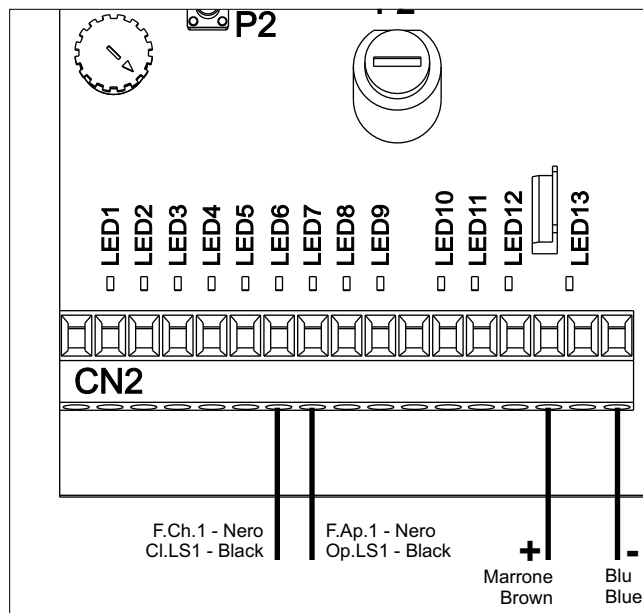 P2
LED1
LED2
LED3
LED4
LED5
LED6
LED7
LED8
LED9
LED10
LED11
LED12
LED13
CN2
F.Ch.1 - Nero
Cl.LS1 - Black
F.Ap.1 - Nero
Op.LS1 - Black
+
-
Marrone
Brown
Blu
Blue